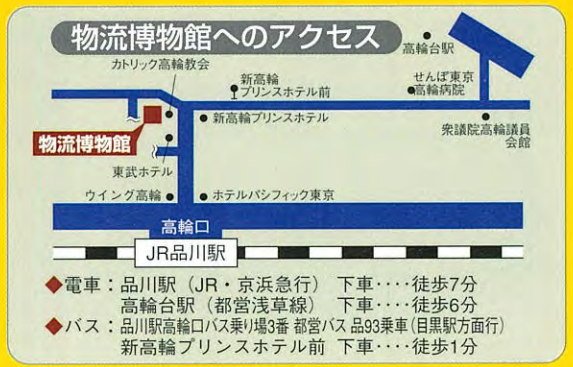 物流博物館へのアクセス
高輪台駅
カトリック高輪教会
新高輪
プリンスホテル前
せんぽ東京
高輪病院
新高輪プリンスホテル
衆議院高輪議員
会館
物流博物館
東武ホテル
ウイング高輪
ホテルパシフィック東京
高輪口
JR品川駅
◆電車：品川駅（JR・京浜急行） 下車････徒歩7分
高輪台駅（都営浅草線） 下車････徒歩6分
◆バス：品川駅高輪口バス乗り場3番 都営バス 品93乗車（目黒駅方面行）
新高輪プリンスホテル前 下車････徒歩1分